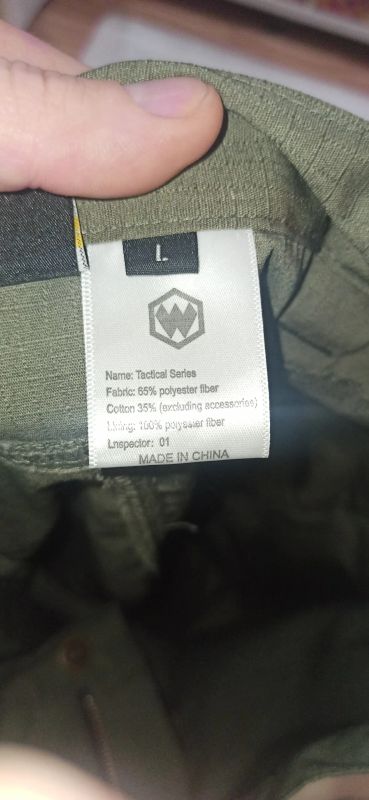 L
W
Name: Tactical Series
Fabric: 65% polyester fiber
Cotton 35% (excluding accessories)
Lining: 100% polyester fiber
Lnspector: 01
MADE IN CHINA